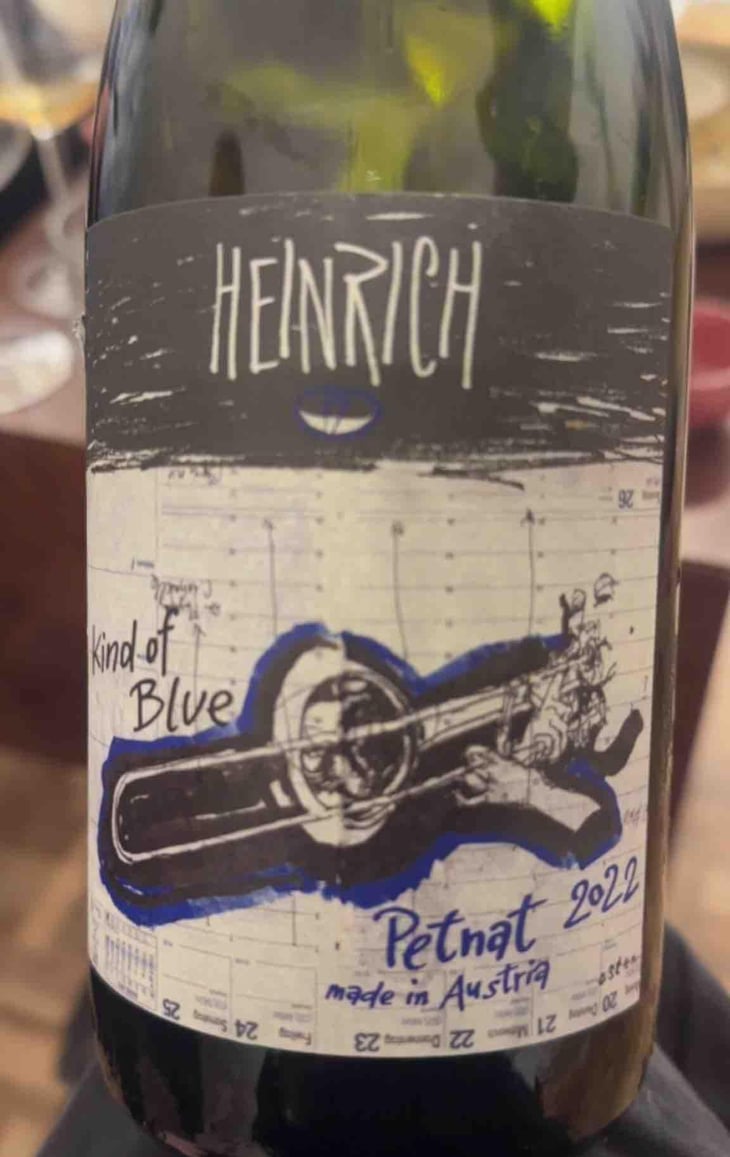 HEINRICH
26
Kind of
Blue
Petnat 2022
made in Austria
25
Samstag 24
Freitag
Donnerstag 23
Mittwoch 22
21
Dienstag 20